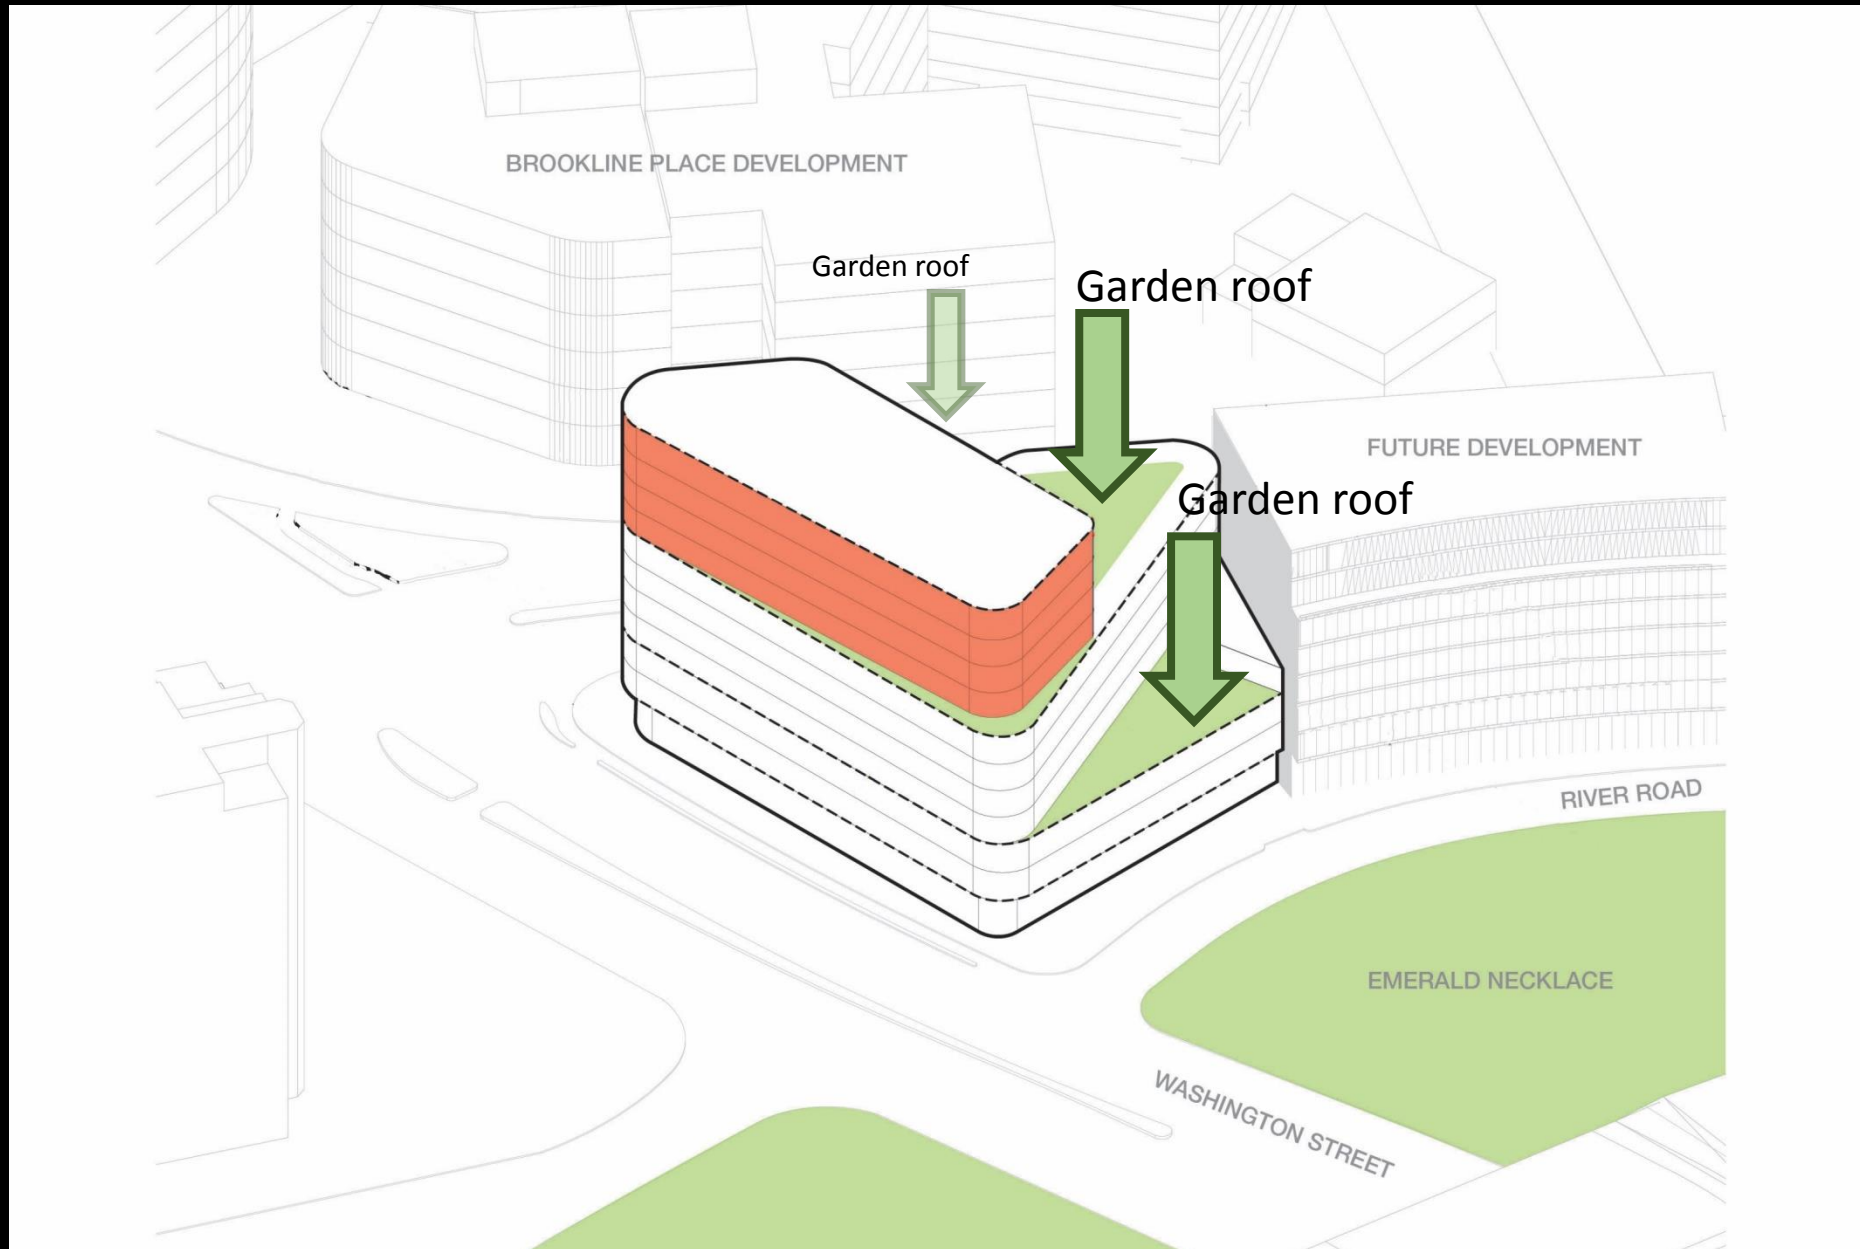 BROOKLINE PLACE DEVELOPMENT
Garden roof
Garden roof
FUTURE DEVELOPMENT
Garden roof
RIVER ROAD
EMERALD NECKLACE
WASHINGTON STREET